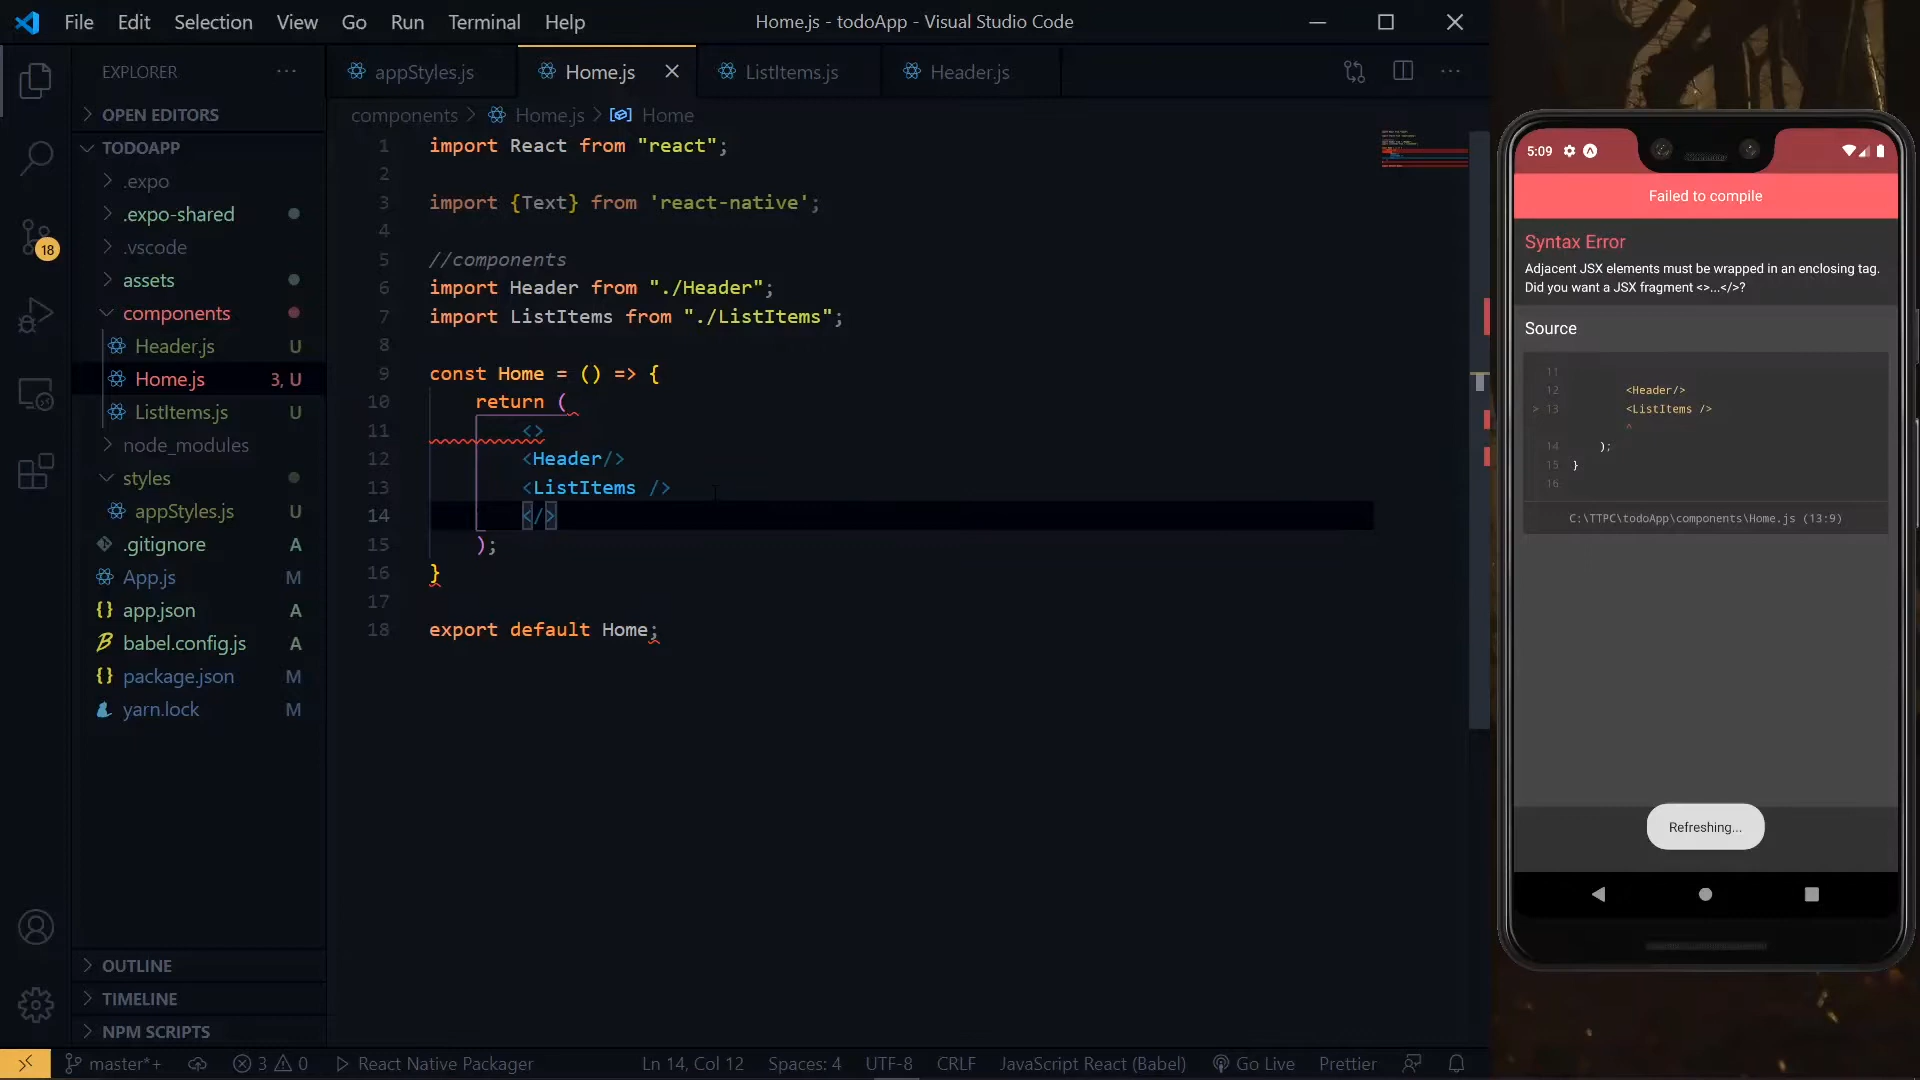 File Edit Selection View Go Run Terminal Help
Home.js - todoApp - Visual Studio Code
EXPLORER
OPEN EDITORS
TODOAPP
.expo
.expo-shared
.vscode
assets
components
Header.js U
Home.js 3, U
ListItems.js U
node_modules
styles
appStyles.js U
.gitignore A
App.js M
{} app.json A
babel.config.js A
{} package.json M
yarn.lock M
OUTLINE
TIMELINE
NPM SCRIPTS
18
appStyles.js Home.js ListItems.js Header.js
components > Home.js > Home
1 import React from "react";
2
3 import {Text} from 'react-native';
4
5 //components
6 import Header from "./Header";
7 import ListItems from "./ListItems";
8
9 const Home = () => {
10 return (
11 <>
12 <Header/>
13 <ListItems />
14 </>
15 );
16 }
17
18 export default Home;
5:09
Failed to compile
Syntax Error
Adjacent JSX elements must be wrapped in an enclosing tag.
Did you want a JSX fragment <>...</>?
Source
11
12 <Header/>
> 13 <ListItems />
^
14 );
15 }
16
C:\TTPC\todoApp\components\Home.js (13:9)
Refreshing...
master*+ 3 0 React Native Packager Ln 14, Col 12 Spaces: 4 UTF-8 CRLF JavaScript React (Babel) Go Live Prettier